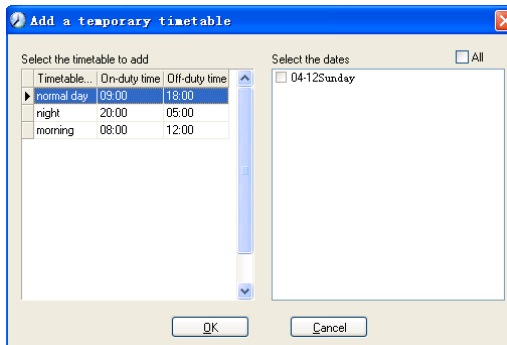 Add a temporary timetable
Select the timetable to add
Timetable... On-duty time Off-duty time
normal day 09:00 18:00
night 20:00 05:00
morning 08:00 12:00
Select the dates All
04-12Sunday
OK Cancel